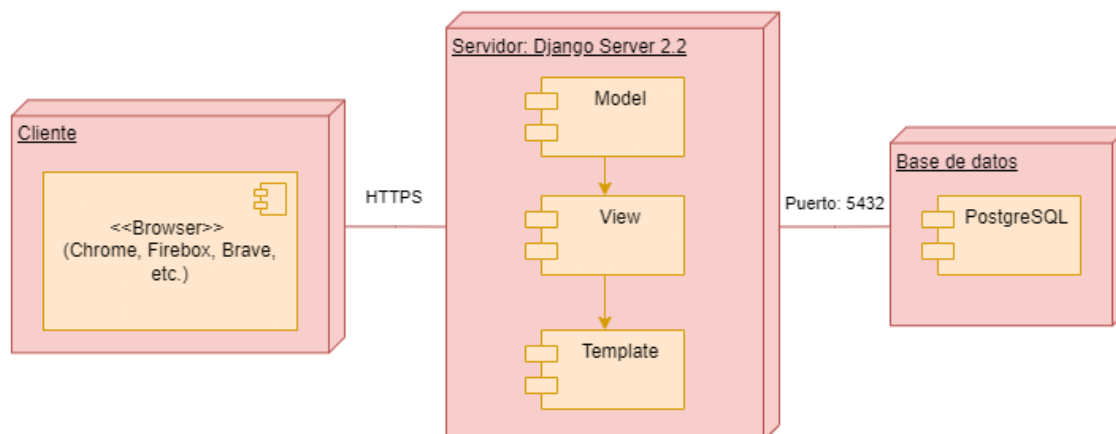 Cliente
<<Browser>>
(Chrome, Firebox, Brave,
etc.)
HTTPS
Servidor: Django Server 2.2
Model
View
Template
Puerto: 5432
Base de datos
PostgreSQL